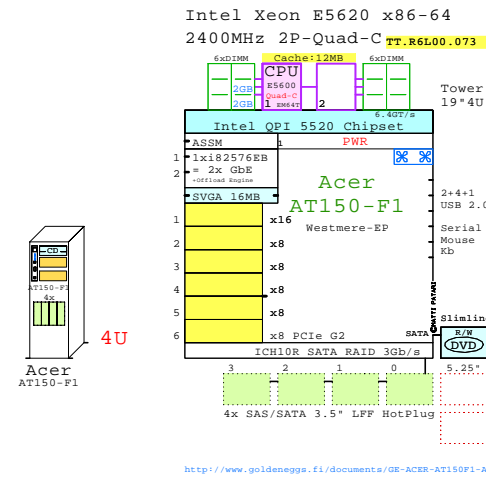 Intel Xeon E5620 x86-64
2400MHz 2P-Quad-C TT.R6L00.073
6xDIMM Cache:12MB 6xDIMM
CPU
E5600
2GB Quad-C
2GB 1 EM64T 2
6.4GT/s
Tower
19"4U
Intel QPI 5520 Chipset
ASSM 1 PWR
1 1xi82576EB
2 = 2x GbE
+Offload Engine
SVGA 16MB
Acer
AT150-F1
Westmere-EP
2+4+1
USB 2.0
Serial
Mouse
Kb
1 x16
2 x8
3 x8
4 x8
5 x8
6 x8 PCIe G2 SATA
©MATTI PATARI
Slimline
R/W
DVD
ICH10R SATA RAID 3Gb/s
3 2 1 0 5.25"
4x SAS/SATA 3.5" LFF HotPlug
CD
AT150-F1
4x
4U
Acer
AT150-F1
http://www.goldeneggs.fi/documents/GE-ACER-AT150F1-A